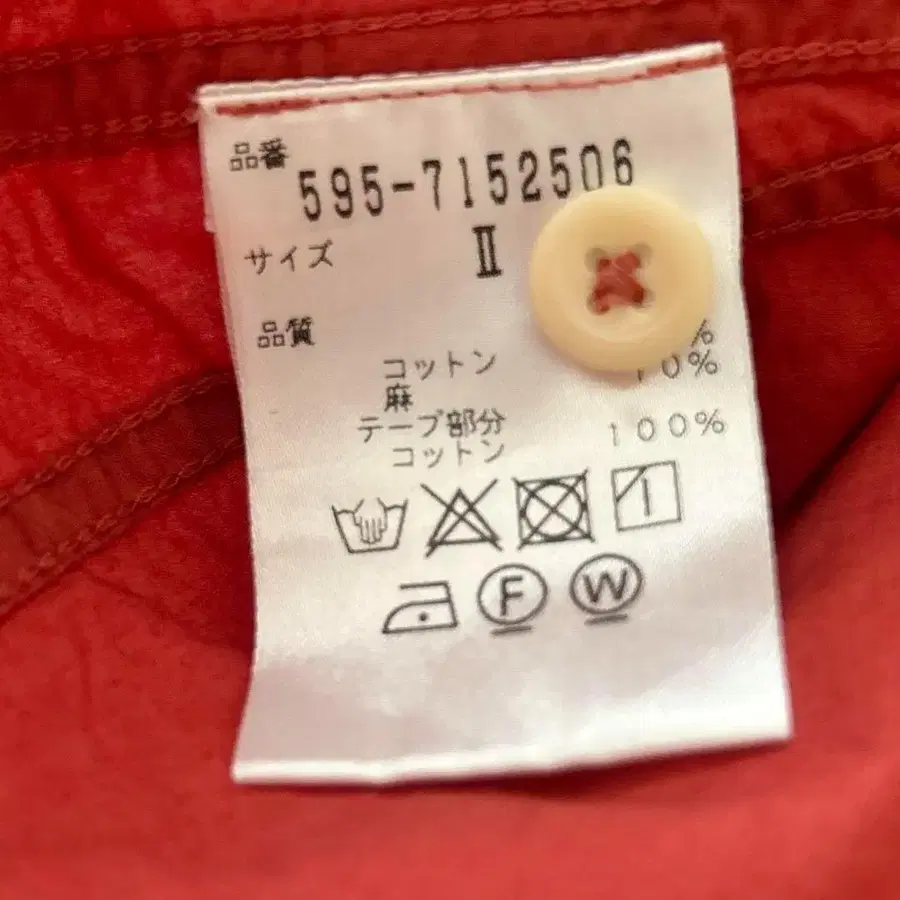 品番
595-7152506
サイズ II
品質
%
コットン 0%
麻
テープ部分
コットン 100%
F W